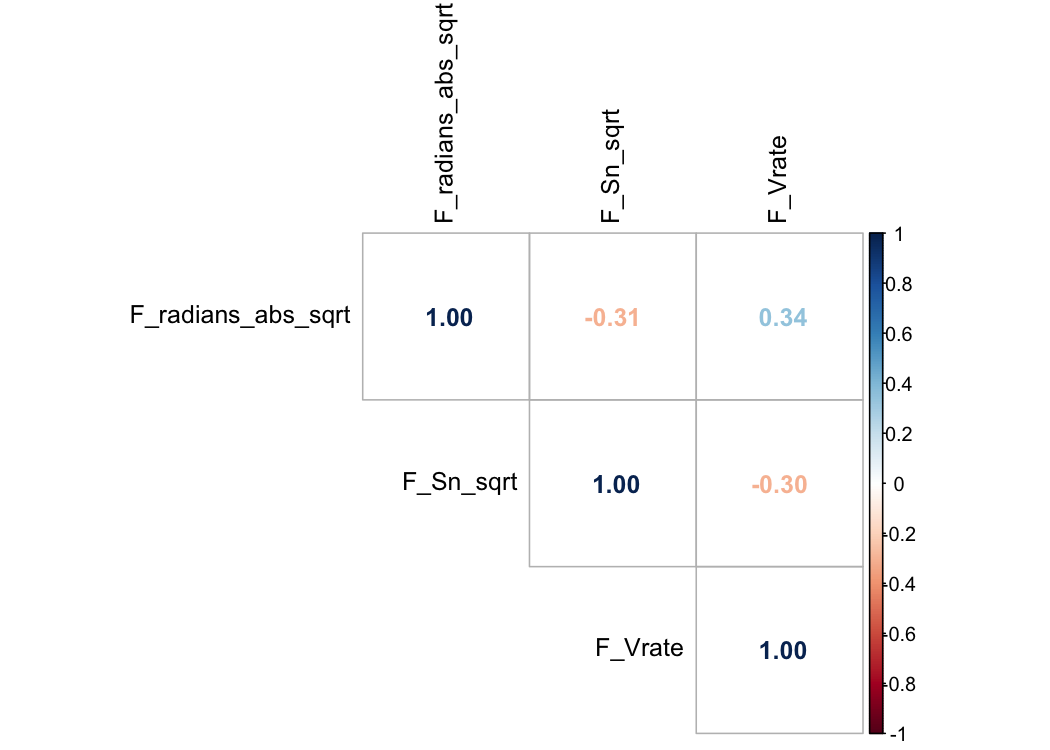 F_radians_abs_sqrt
F_Sn_sqrt
F_Vrate
F_radians_abs_sqrt 1.00 -0.31 0.34
F_Sn_sqrt 1.00 -0.30
F_Vrate 1.00
1
0.8
0.6
0.4
0.2
0
-0.2
-0.4
-0.6
-0.8
-1